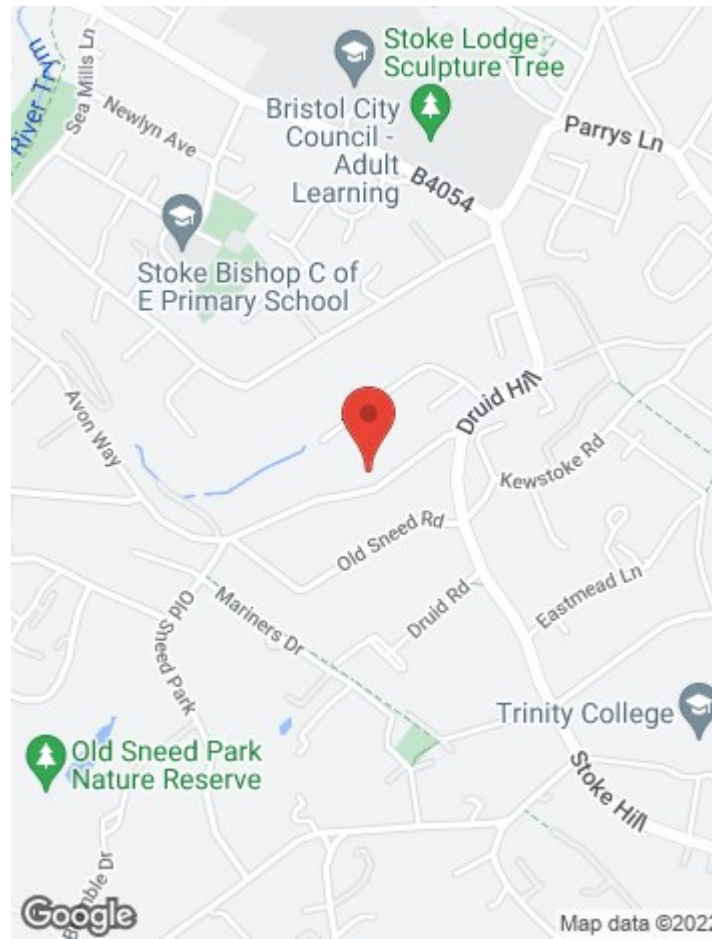 Stoke Lodge
Sculpture Tree
Bristol City
Council -
Adult
Learning
Parrys Ln
B4054
River Trym
Sea Mills Ln
Newlyn Ave
Stoke Bishop C of
E Primary School
Avon Way
Druid Hill
Kewstoke Rd
Old Sneed Rd
Druid Rd
Eastmead Ln
Mariners Dr
Old Sneed Park
Trinity College
Old Sneed Park
Nature Reserve
Stoke Hill
Google
Map data ©2022